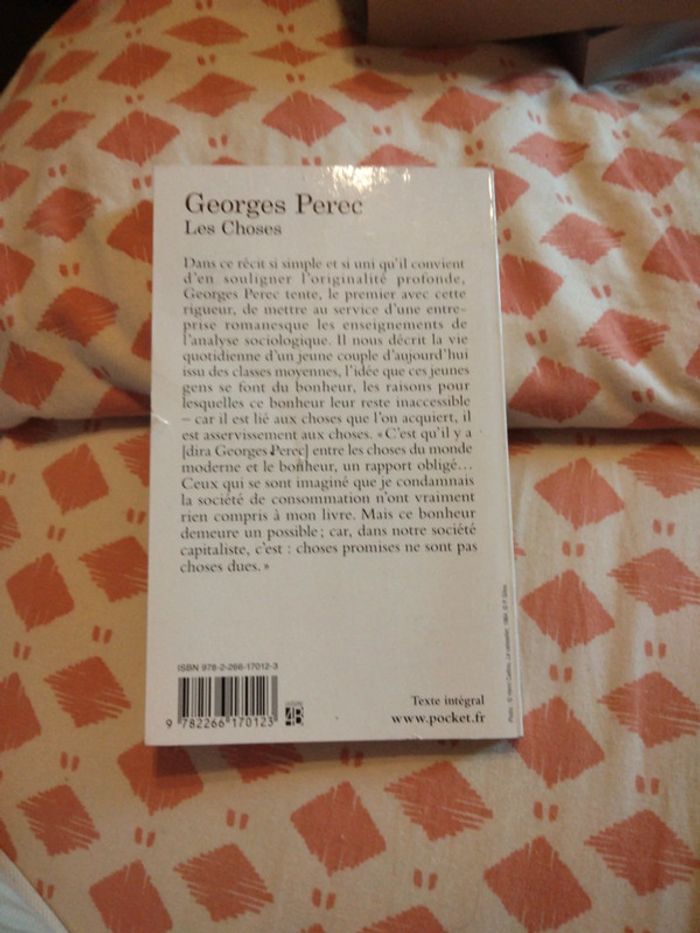 Georges Perec
Les Choses
Dans ce récit si simple et si uni qu'il convient
d'en souligner l'originalité profonde,
Georges Perec tente, le premier avec cette
rigueur, de mettre au service d'une entre-
prise romanesque les enseignements de
l'analyse sociologique. Il nous décrit la vie
quotidienne d'un jeune couple d'aujourd'hui
issu des classes moyennes, l'idée que ces jeunes
gens se font du bonheur, les raisons pour
lesquelles ce bonheur leur reste inaccessible
– car il est lié aux choses que l'on acquiert, il
est asservissement aux choses. « C'est qu'il y a
[dira Georges Perec] entre les choses du monde
moderne et le bonheur, un rapport obligé...
Ceux qui se sont imaginé que je condamnais
la société de consommation n'ont vraiment
rien compris à mon livre. Mais ce bonheur
demeure un possible ; car, dans notre société
capitaliste, c'est : choses promises ne sont pas
choses dues. »
ISBN 978-2-266-17012-3
9 782266 170123
Texte intégral
www.pocket.fr